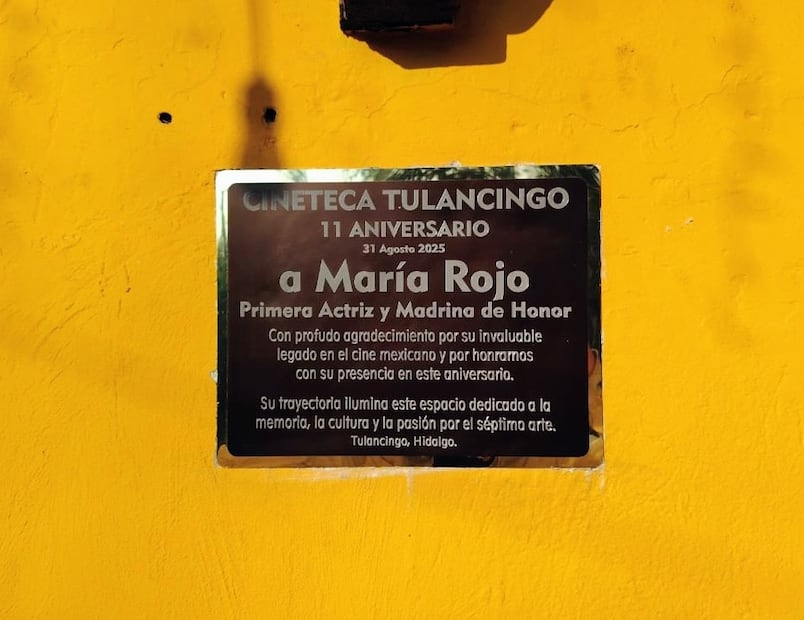 CINETECA TULANCINGO
11 ANIVERSARIO
31 Agosto 2025
a María Rojo
Primera Actriz y Madrina de Honor
Con profudo agradecimiento por su invaluable
legado en el cine mexicano y por honrarnos
con su presencia en este aniversario.
Su trayectoria ilumina este espacio dedicado a la
memoria, la cultura y la pasión por el séptimo arte.
Tulancingo, Hidalgo.